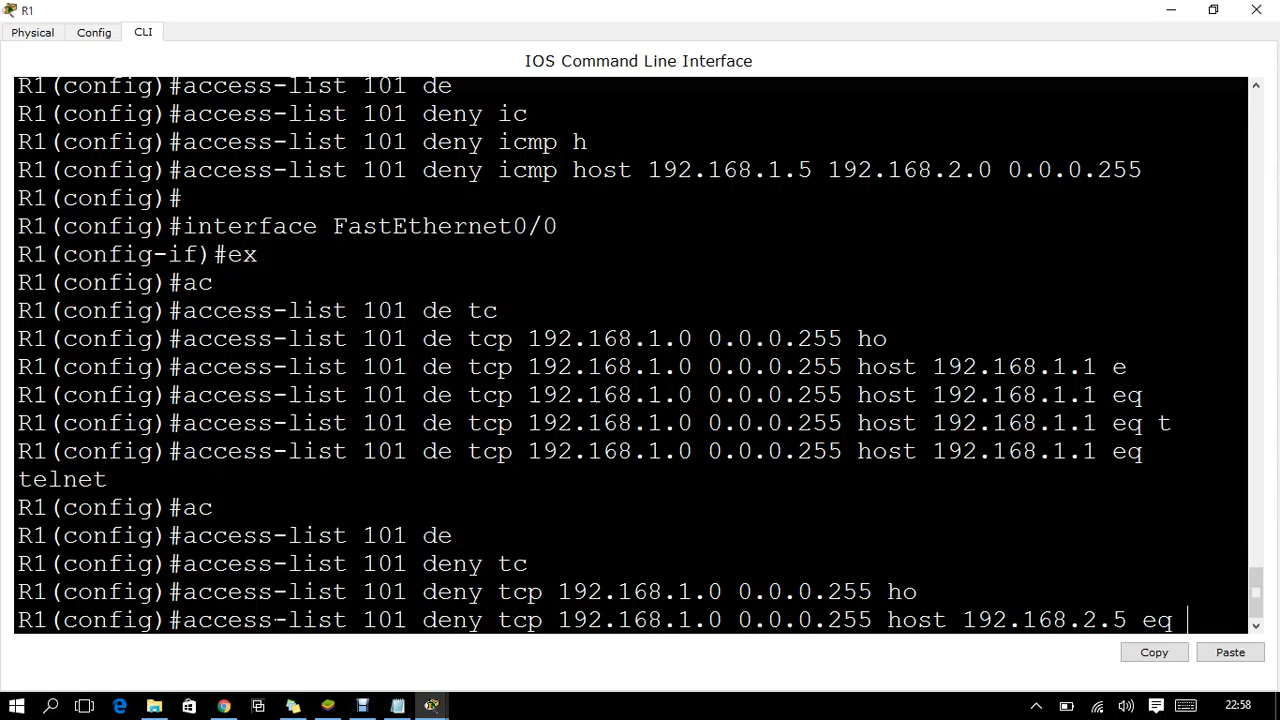 R1
Physical Config CLI
IOS Command Line Interface
R1(config)#access-list 101 de
R1(config)#access-list 101 deny ic
R1(config)#access-list 101 deny icmp h
R1(config)#access-list 101 deny icmp host 192.168.1.5 192.168.2.0 0.0.0.255
R1(config)#
R1(config)#interface FastEthernet0/0
R1(config-if)#ex
R1(config)#ac
R1(config)#access-list 101 de tc
R1(config)#access-list 101 de tcp 192.168.1.0 0.0.0.255 ho
R1(config)#access-list 101 de tcp 192.168.1.0 0.0.0.255 host 192.168.1.1 e
R1(config)#access-list 101 de tcp 192.168.1.0 0.0.0.255 host 192.168.1.1 eq
R1(config)#access-list 101 de tcp 192.168.1.0 0.0.0.255 host 192.168.1.1 eq t
R1(config)#access-list 101 de tcp 192.168.1.0 0.0.0.255 host 192.168.1.1 eq
telnet
R1(config)#ac
R1(config)#access-list 101 de
R1(config)#access-list 101 deny tc
R1(config)#access-list 101 deny tcp 192.168.1.0 0.0.0.255 ho
R1(config)#access-list 101 deny tcp 192.168.1.0 0.0.0.255 host 192.168.2.5 eq
Copy Paste
22:58